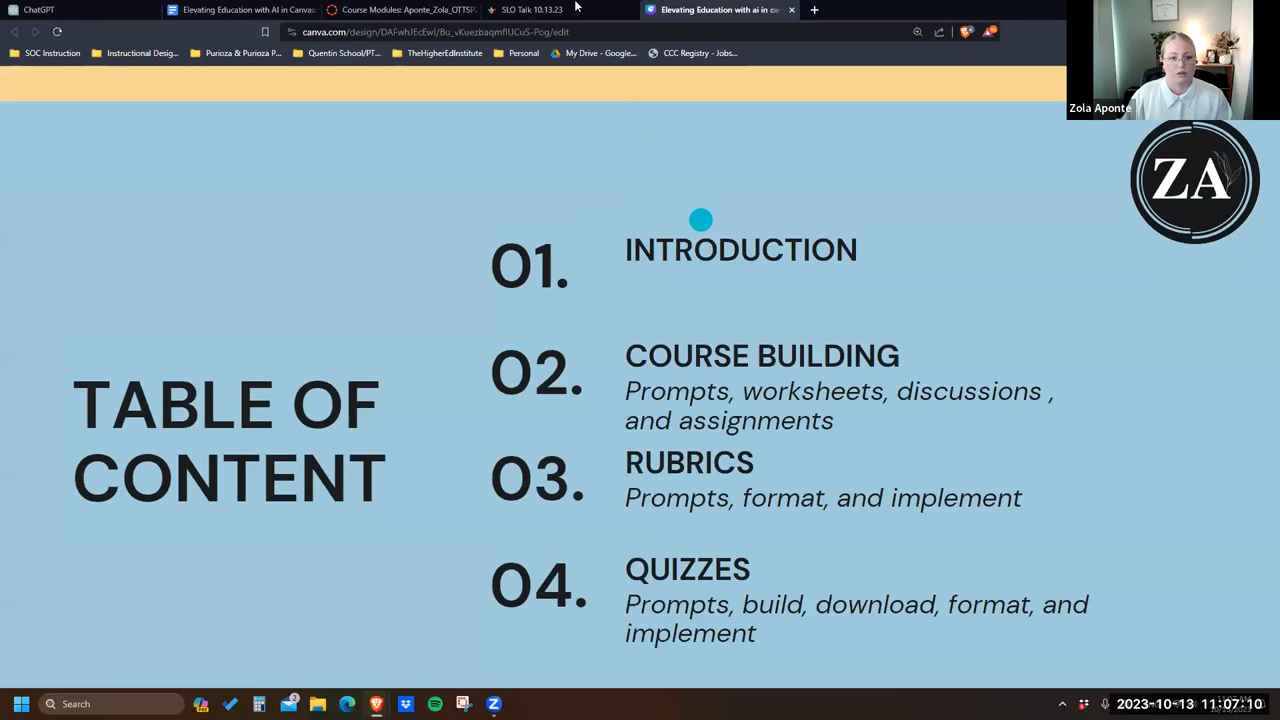 ChatGPT
Elevating Education with AI in Canvas:
Course Modules: Aponte_Zola_OTTSP
SLO Talk 10.13.23
Elevating Education with ai in ca
canva.com/design/DAFwhJEcEwI/Bu_vKuezbaqmflUCuS-Pog/edit
SOC Instruction
Instructional Desig...
Purioza & Purioza P...
Quentin School/PT...
TheHigherEdInstitute
Personal
My Drive - Google...
CCC Registry - Jobs...
Zola Aponte
ZA
TABLE OF
CONTENT
01.
INTRODUCTION
02.
COURSE BUILDING
Prompts, worksheets, discussions ,
and assignments
03.
RUBRICS
Prompts, format, and implement
04.
QUIZZES
Prompts, build, download, format, and
implement
Search
2
2023-10-13 11:07:10